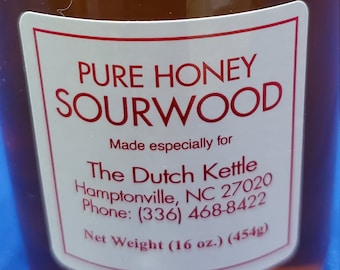 PURE HONEY
SOURWOOD
Made especially for
The Dutch Kettle
Hamptonville, NC 27020
Phone: (336) 468-8422
Net Weight (16 oz.) (454g)